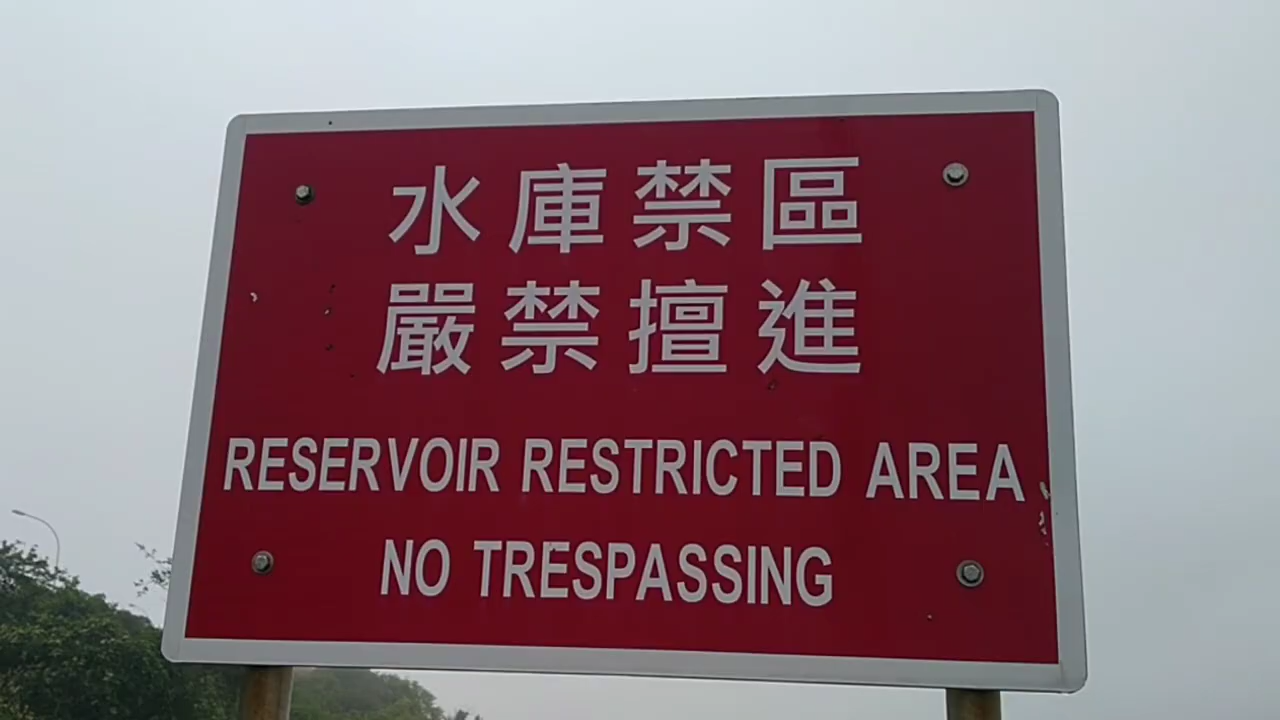 水庫禁區
嚴禁擅進
RESERVOIR RESTRICTED AREA
NO TRESPASSING